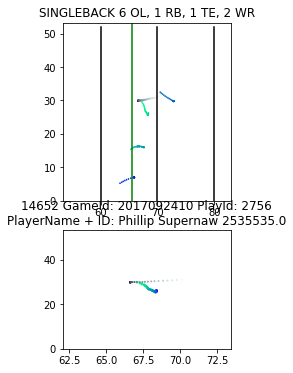 SINGLEBACK 6 OL, 1 RB, 1 TE, 2 WR
50
40
30
20
10
0
60 70 80
14652 GameId: 2017092410 PlayId: 2756
PlayerName + ID: Phillip Supernaw 2535535.0
40
20
0
62.5 65.0 67.5 70.0 72.5